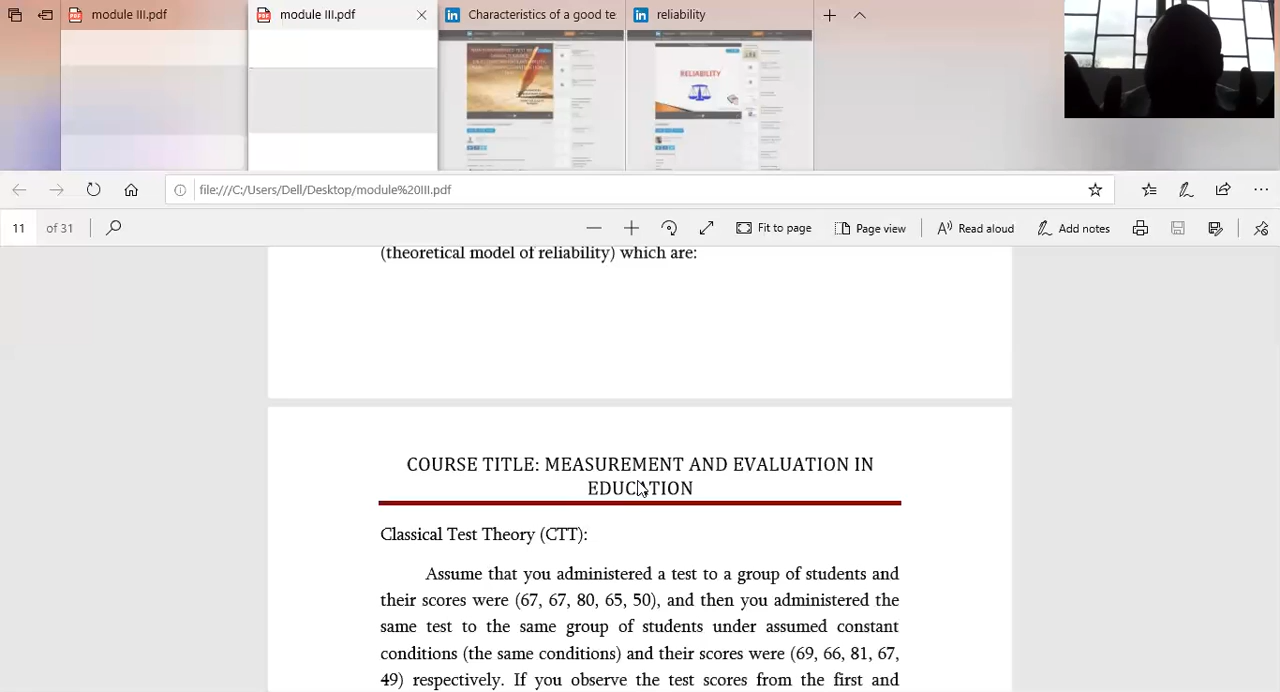 module III.pdf
module III.pdf
Characteristics of a good te
reliability
RELIABILITY
file:///C:/Users/Dell/Desktop/module%20III.pdf
11 of 31
Fit to page
Page view
Read aloud
Add notes
(theoretical model of reliability) which are:
COURSE TITLE: MEASUREMENT AND EVALUATION IN
EDUCATION
Classical Test Theory (CTT):
Assume that you administered a test to a group of students and
their scores were (67, 67, 80, 65, 50), and then you administered the
same test to the same group of students under assumed constant
conditions (the same conditions) and their scores were (69, 66, 81, 67,
49) respectively. If you observe the test scores from the first and